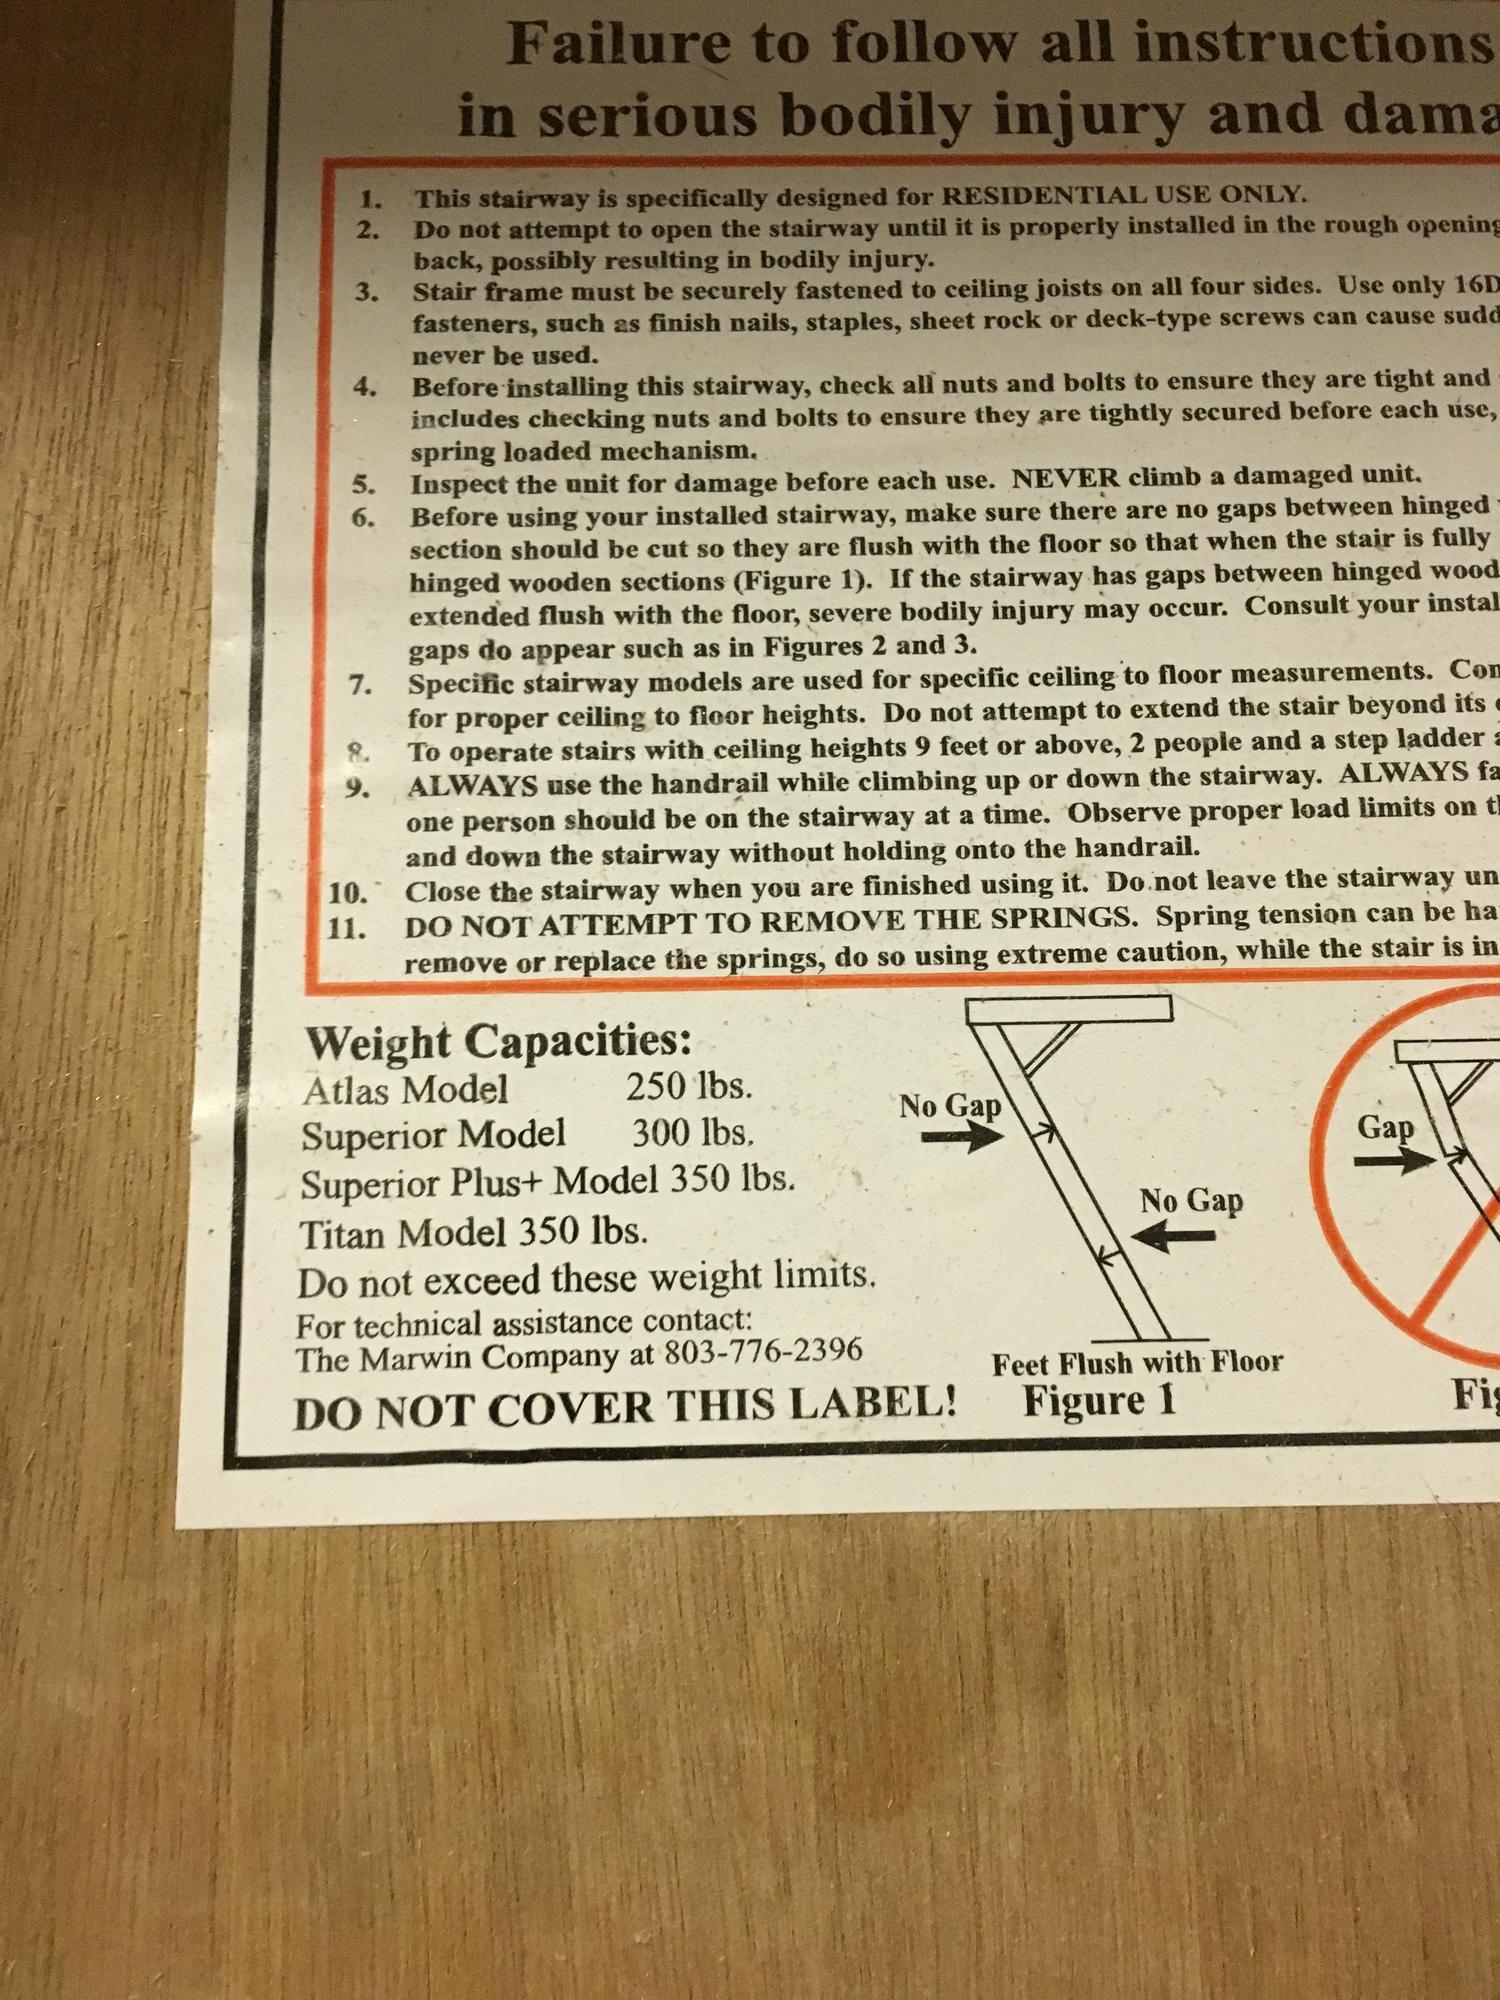 Failure to follow all instructions
in serious bodily injury and dama
1. This stairway is specifically designed for RESIDENTIAL USE ONLY.
2. Do not attempt to open the stairway until it is properly installed in the rough opening
back, possibly resulting in bodily injury.
3. Stair frame must be securely fastened to ceiling joists on all four sides. Use only 16D
fasteners, such as finish nails, staples, sheet rock or deck-type screws can cause sudd
never be used.
4. Before installing this stairway, check all nuts and bolts to ensure they are tight and
includes checking nuts and bolts to ensure they are tightly secured before each use,
spring loaded mechanism.
5. Inspect the unit for damage before each use. NEVER climb a damaged unit.
6. Before using your installed stairway, make sure there are no gaps between hinged
section should be cut so they are flush with the floor so that when the stair is fully
hinged wooden sections (Figure 1). If the stairway has gaps between hinged wood
extended flush with the floor, severe bodily injury may occur. Consult your instal
gaps do appear such as in Figures 2 and 3.
7. Specific stairway models are used for specific ceiling to floor measurements. Con
for proper ceiling to floor heights. Do not attempt to extend the stair beyond its
8. To operate stairs with ceiling heights 9 feet or above, 2 people and a step ladder a
9. ALWAYS use the handrail while climbing up or down the stairway. ALWAYS fa
one person should be on the stairway at a time. Observe proper load limits on th
and down the stairway without holding onto the handrail.
10. Close the stairway when you are finished using it. Do not leave the stairway un
11. DO NOT ATTEMPT TO REMOVE THE SPRINGS. Spring tension can be ha
remove or replace the springs, do so using extreme caution, while the stair is in
Weight Capacities:
Atlas Model 250 lbs.
Superior Model 300 lbs.
Superior Plus+ Model 350 lbs.
Titan Model 350 lbs.
Do not exceed these weight limits.
For technical assistance contact:
The Marwin Company at 803-776-2396
DO NOT COVER THIS LABEL!
No Gap
No Gap
Feet Flush with Floor
Figure 1
Gap
Fig